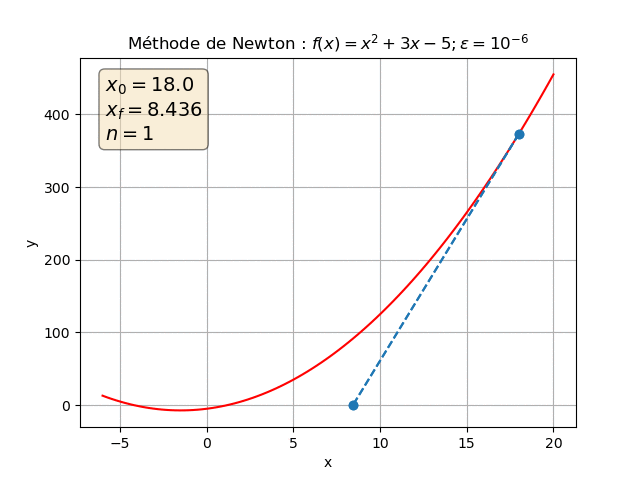 Méthode de Newton : f(x) = x² + 3x − 5; ε = 10⁻⁶
x₀ = 18.0
x_f = 8.436
n = 1
y
400
300
200
100
0
−5 0 5 10 15 20
x